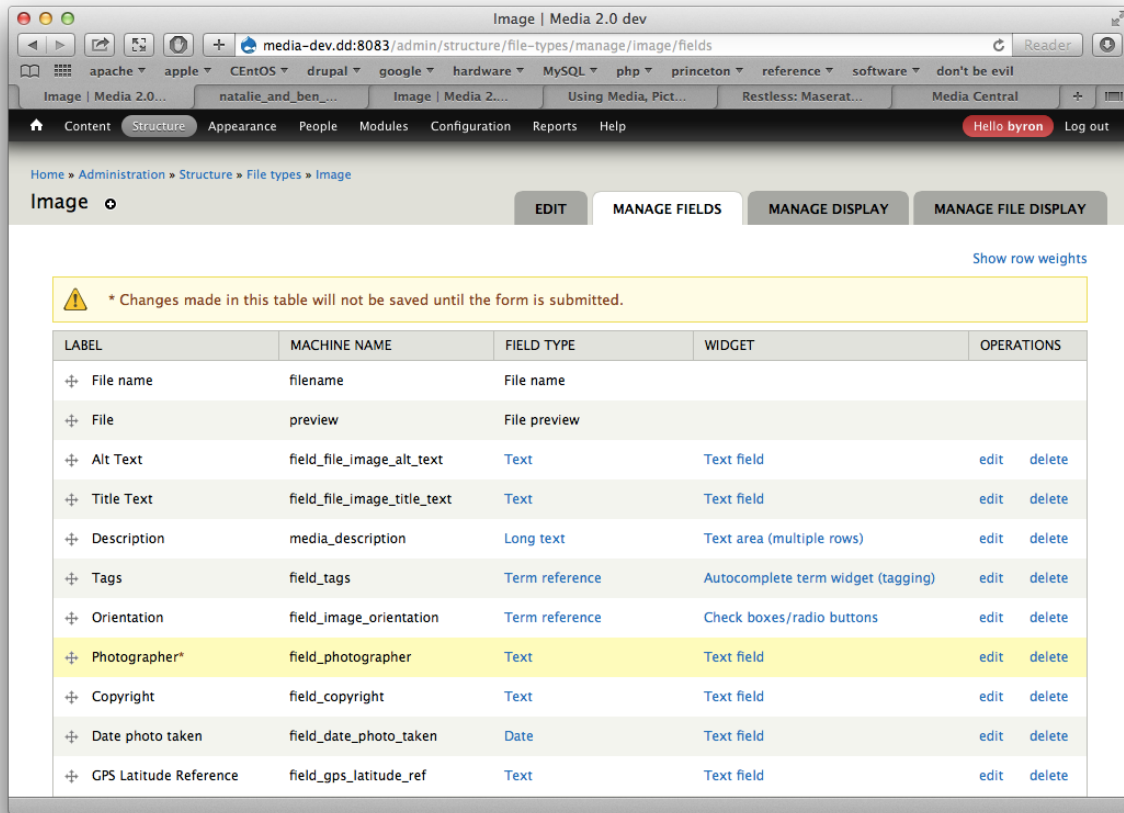 Image | Media 2.0 dev
media-dev.dd:8083/admin/structure/file-types/manage/image/fields Reader
apache apple CEntOS drupal google hardware MySQL php princeton reference software don't be evil
Image | Media 2.0... natalie_and_ben_... Image | Media 2.... Using Media, Pict... Restless: Maserat... Media Central
Content Structure Appearance People Modules Configuration Reports Help Hello byron Log out
Home » Administration » Structure » File types » Image
Image EDIT MANAGE FIELDS MANAGE DISPLAY MANAGE FILE DISPLAY
Show row weights
* Changes made in this table will not be saved until the form is submitted.
LABEL MACHINE NAME FIELD TYPE WIDGET OPERATIONS
File name filename File name
File preview File preview
Alt Text field_file_image_alt_text Text Text field edit delete
Title Text field_file_image_title_text Text Text field edit delete
Description media_description Long text Text area (multiple rows) edit delete
Tags field_tags Term reference Autocomplete term widget (tagging) edit delete
Orientation field_image_orientation Term reference Check boxes/radio buttons edit delete
Photographer* field_photographer Text Text field edit delete
Copyright field_copyright Text Text field edit delete
Date photo taken field_date_photo_taken Date Text field edit delete
GPS Latitude Reference field_gps_latitude_ref Text Text field edit delete